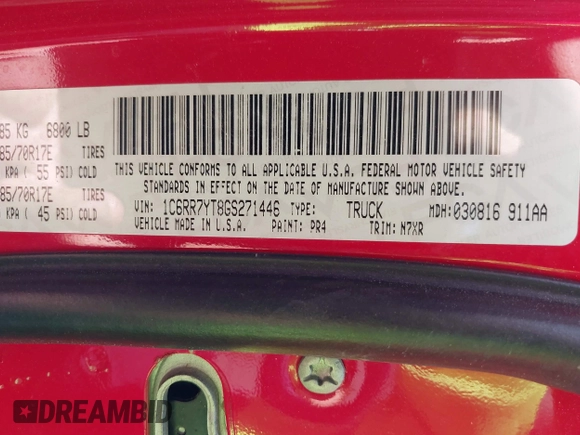 85 KG 6800 LB
85/70R17E TIRES
KPA ( 55 PSI) COLD
85/70R17E TIRES
KPA ( 45 PSI) COLD
THIS VEHICLE CONFORMS TO ALL APPLICABLE U.S.A. FEDERAL MOTOR VEHICLE SAFETY
STANDARDS IN EFFECT ON THE DATE OF MANUFACTURE SHOWN ABOVE.
VIN: 1C6RR7YT8GS271446 TYPE: TRUCK MDH: 030816 911AA
VEHICLE MADE IN U.S.A. PAINT: PR4 TRIM: N7XR
DREAMBID